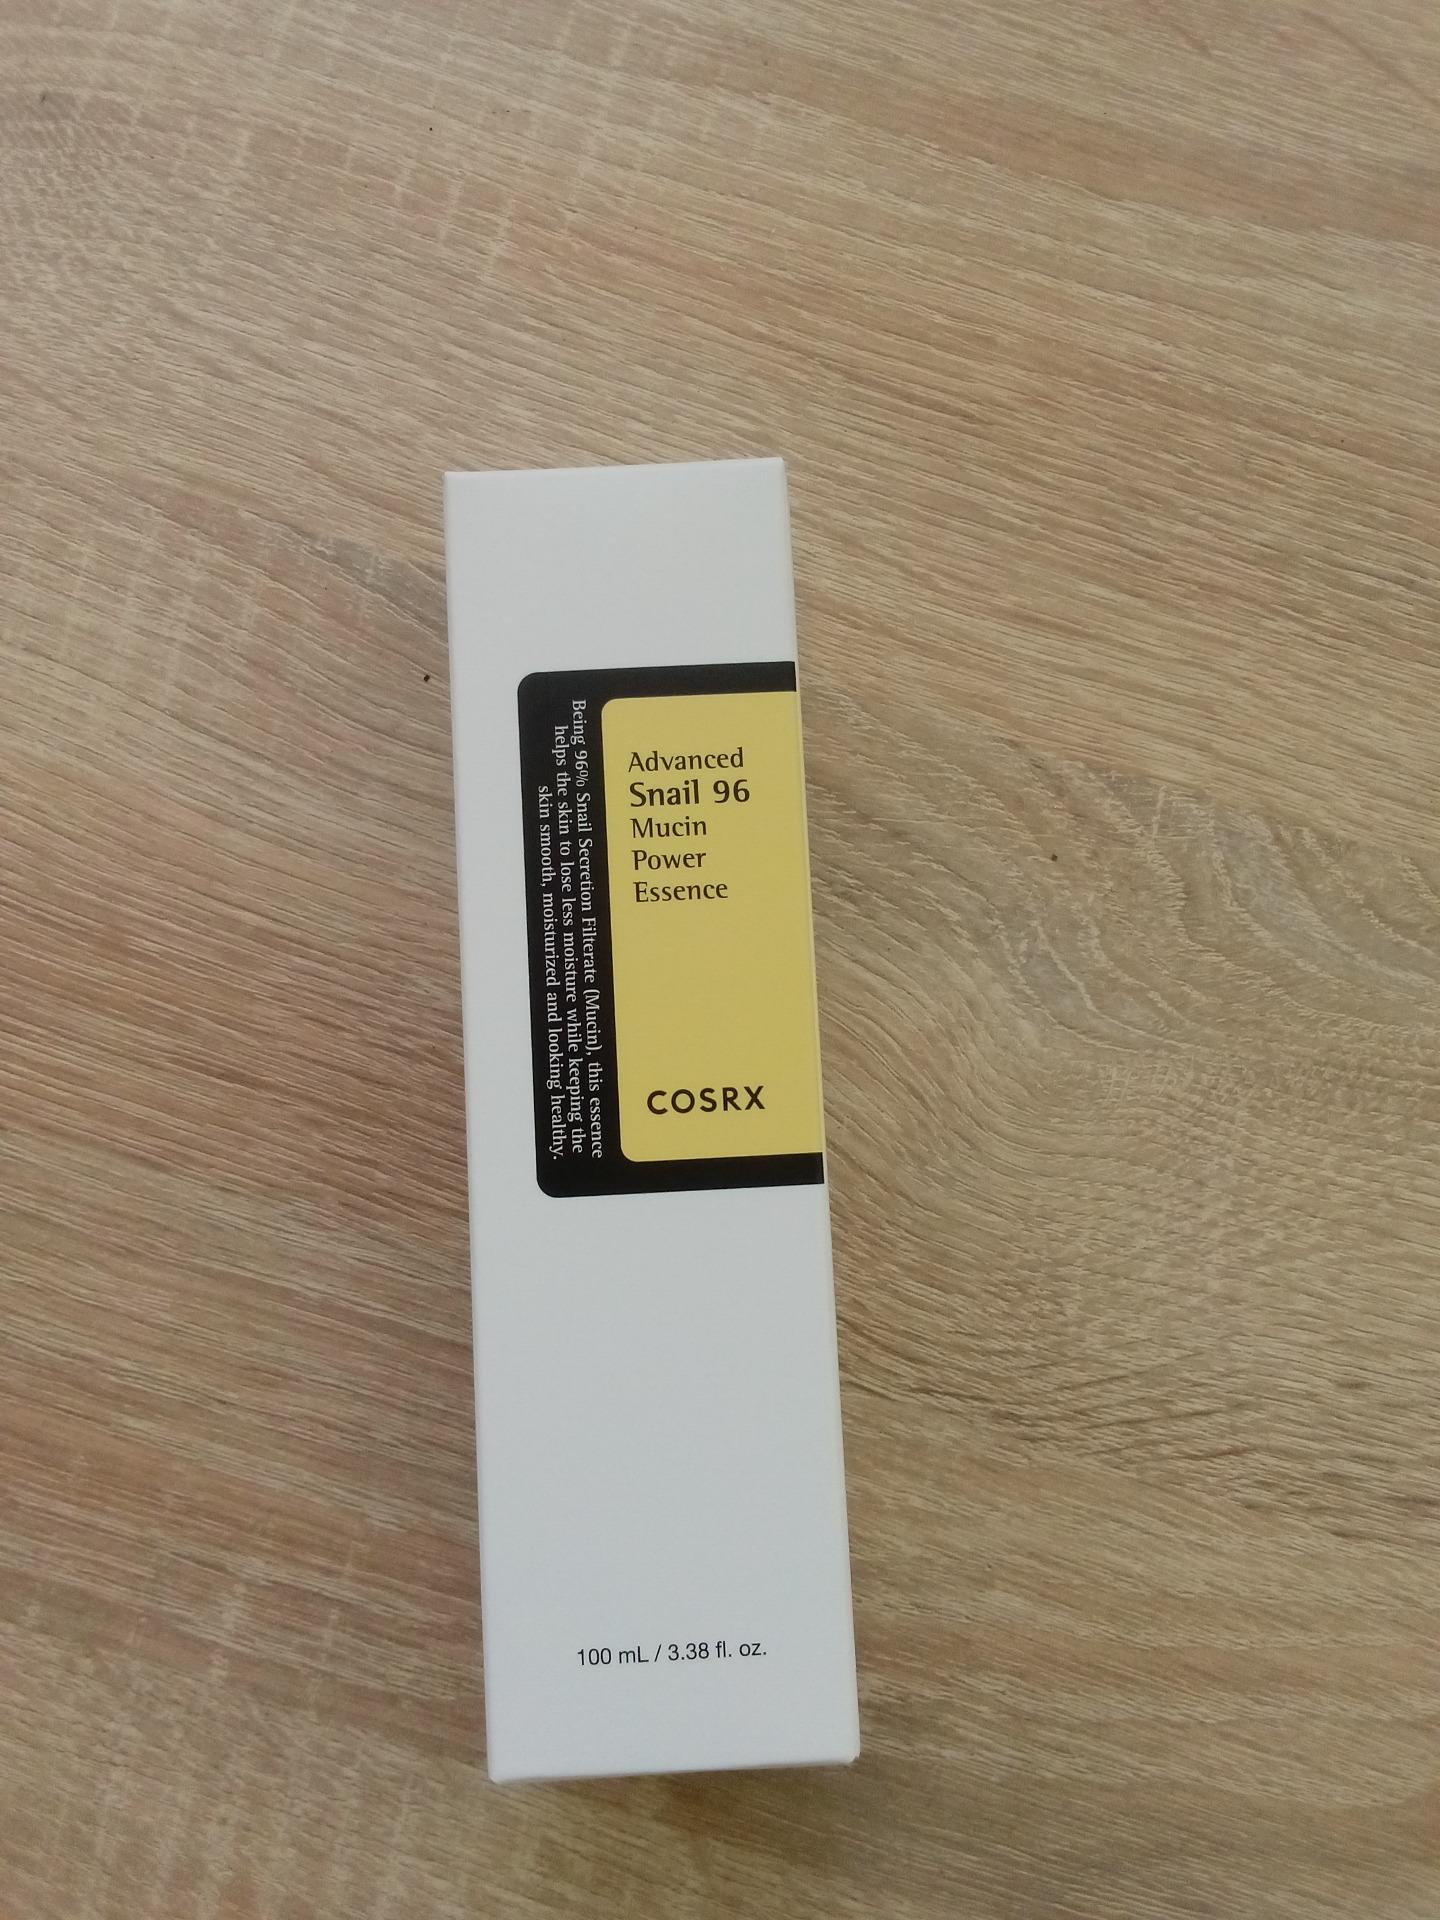 Advanced
Snail 96
Mucin
Power
Essence
COSRX
Being 96% Snail Secretion Filterate (Mucin), this essence
helps the skin to lose less moisture while keeping the
skin smooth, moisturized and looking healthy.
100 mL / 3.38 fl. oz.